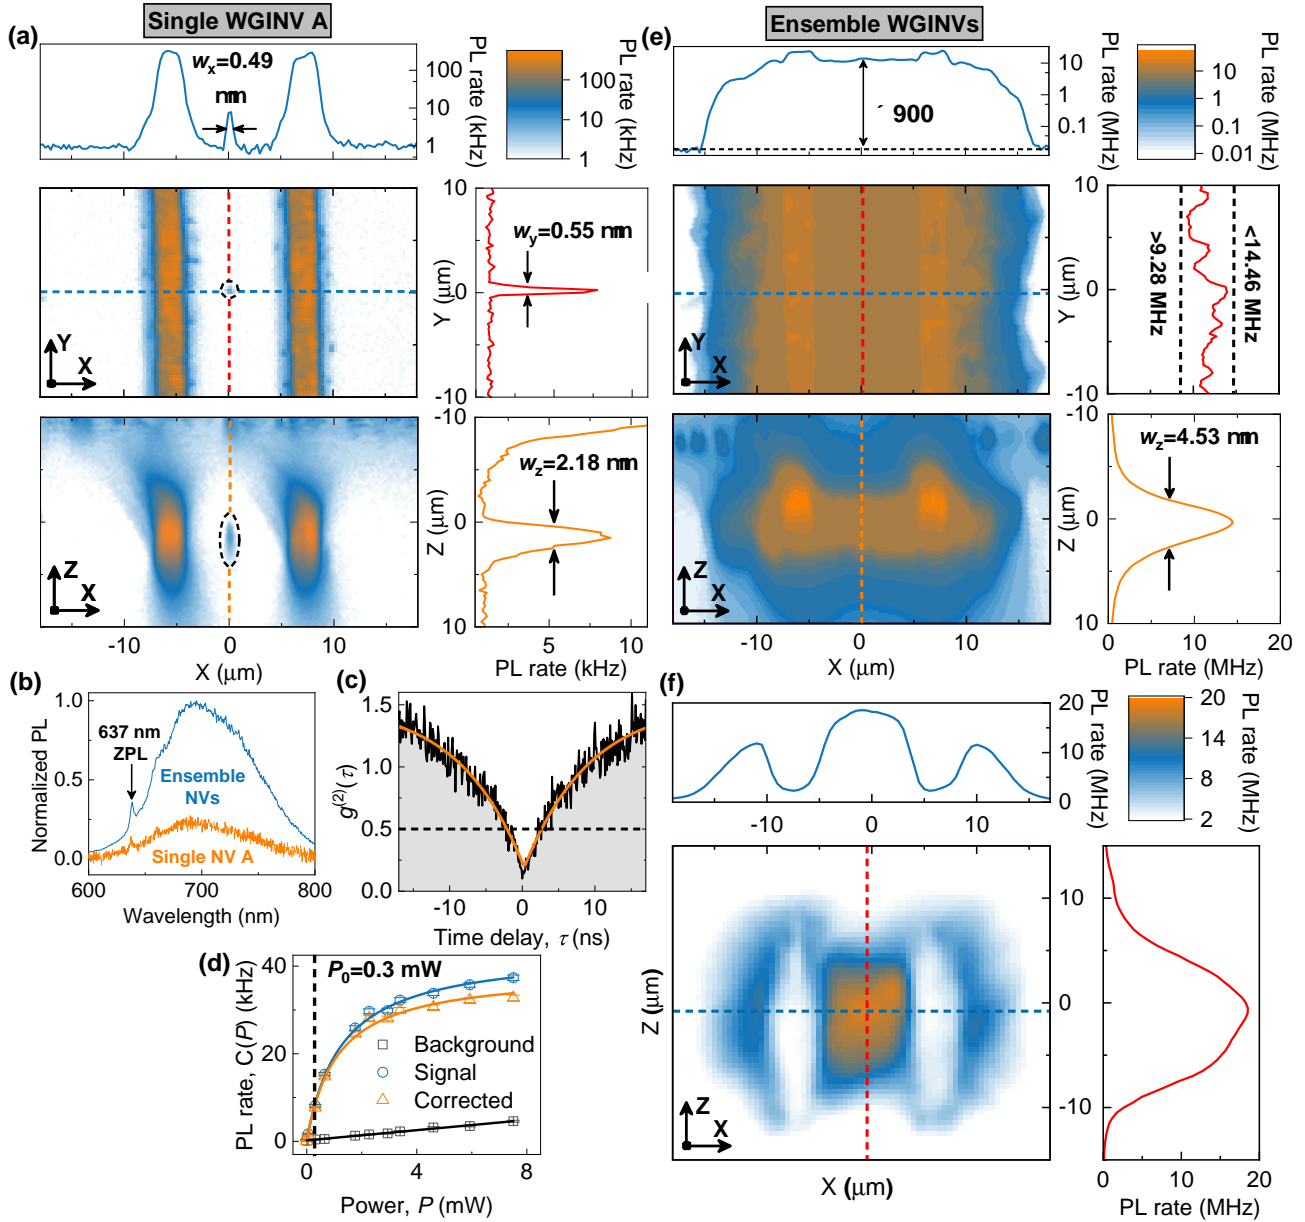 Single WGINV A
Ensemble WGINVs
(a)
wx=0.49
mm
PL rate (kHz)
100
10
1
PL rate (kHz)
100
10
1
Y
X
wy=0.55 mm
10
0
-10
Y (μm)
Z
X
-10
0
10
X (μm)
wz=2.18 mm
-10
0
10
Z (μm)
5
10
PL rate (kHz)
(e)
´ 900
10
1
0.1
PL rate (MHz)
10
1
0.1
0.01
PL rate (MHz)
Y
X
10
0
-10
Y (μm)
>9.28 MHz
<14.46 MHz
Z
X
-10
0
10
X (μm)
wz=4.53 mm
-10
0
10
Z (μm)
0
10
20
PL rate (MHz)
(b)
1.0
0.5
0.0
Normalized PL
637 nm
ZPL
Ensemble
NVs
Single NV A
600
700
800
Wavelength (nm)
(c)
1.5
1.0
0.5
0.0
g(2)(τ)
-10
0
10
Time delay, τ (ns)
(d)
P0=0.3 mW
40
20
0
PL rate, C(P) (kHz)
Background
Signal
Corrected
0
4
8
Power, P (mW)
(f)
20
10
0
PL rate (MHz)
20
14
8
2
PL rate (MHz)
-10
0
10
10
0
-10
Z (μm)
Z
X
X (μm)
0
10
20
PL rate (MHz)